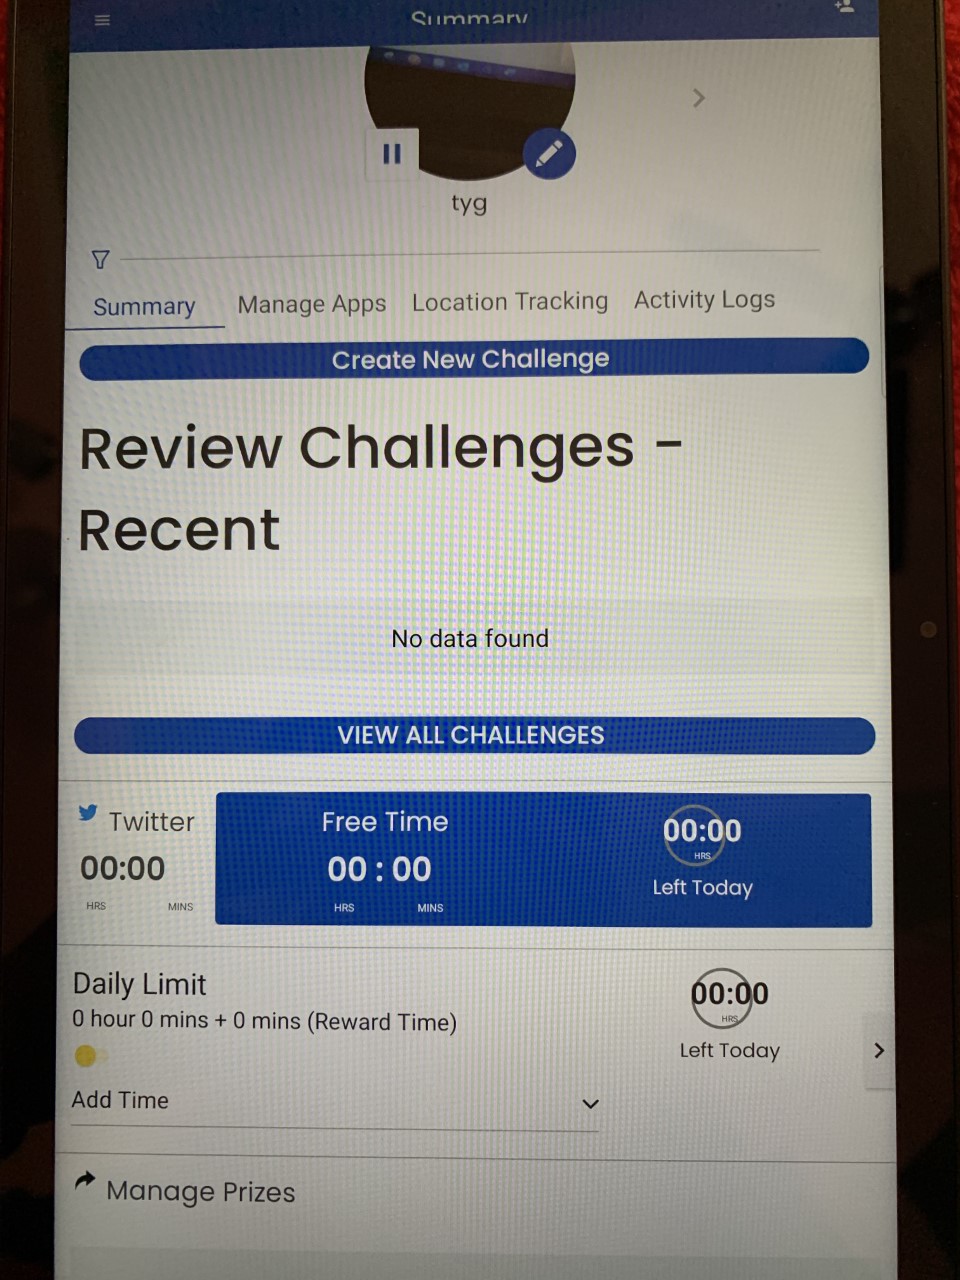 Summary
tyg
Summary Manage Apps Location Tracking Activity Logs
Create New Challenge
Review Challenges -
Recent
No data found
VIEW ALL CHALLENGES
Twitter
00:00
HRS MINS
Free Time
00 : 00
HRS MINS
00:00
HRS
Left Today
Daily Limit
0 hour 0 mins + 0 mins (Reward Time)
00:00
HRS
Left Today
Add Time
Manage Prizes